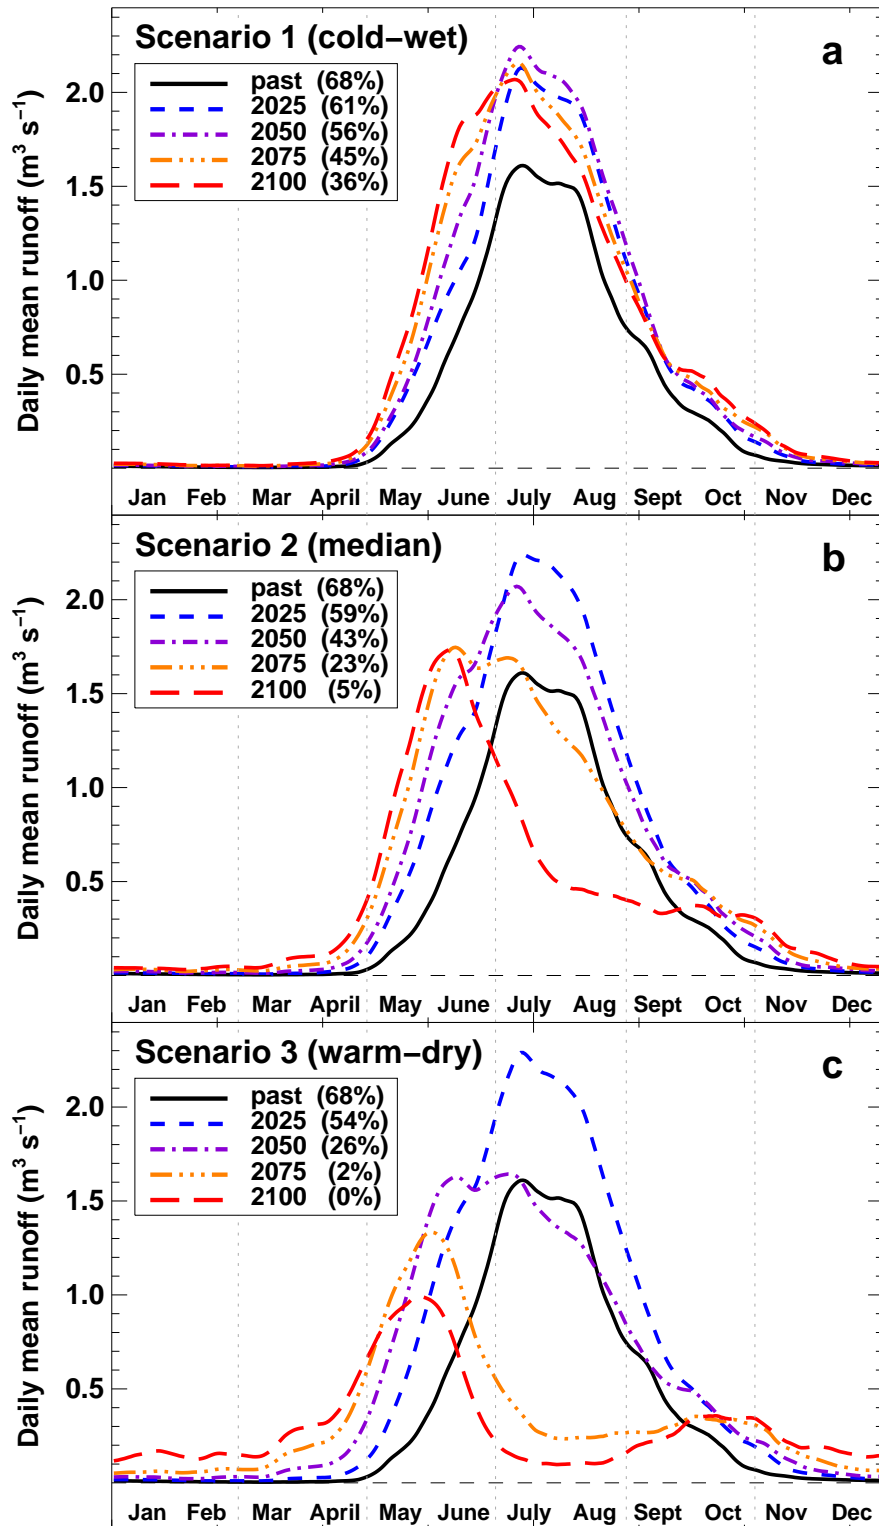 Scenario 1 (cold–wet)
a
past (68%)
2025 (61%)
2050 (56%)
2075 (45%)
2100 (36%)
Daily mean runoff (m³ s⁻¹)
2.0
1.5
1.0
0.5
Jan Feb Mar April May June July Aug Sept Oct Nov Dec
Scenario 2 (median)
b
past (68%)
2025 (59%)
2050 (43%)
2075 (23%)
2100 (5%)
Daily mean runoff (m³ s⁻¹)
2.0
1.5
1.0
0.5
Jan Feb Mar April May June July Aug Sept Oct Nov Dec
Scenario 3 (warm–dry)
c
past (68%)
2025 (54%)
2050 (26%)
2075 (2%)
2100 (0%)
Daily mean runoff (m³ s⁻¹)
2.0
1.5
1.0
0.5
Jan Feb Mar April May June July Aug Sept Oct Nov Dec